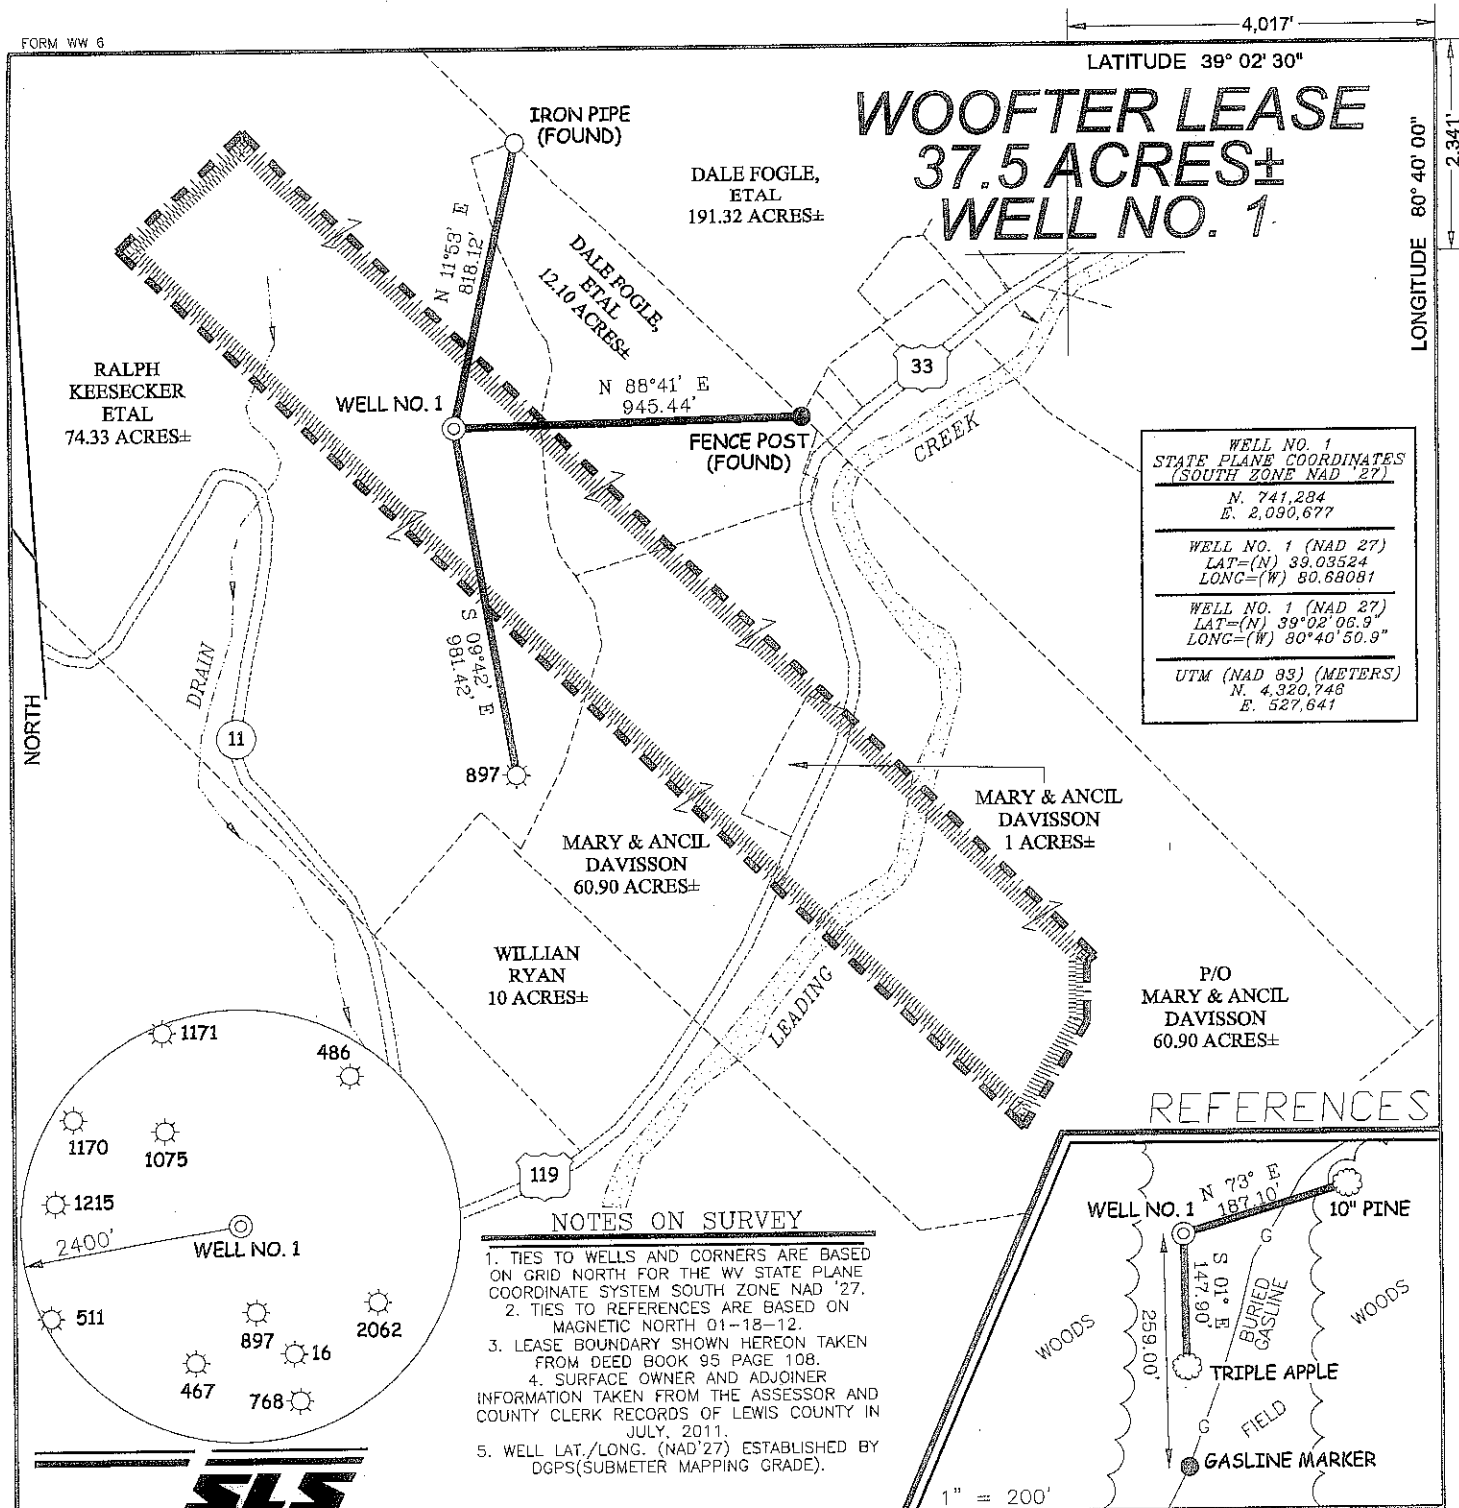 FORM WW 6
4,017'
LATITUDE 39° 02' 30"
2,341'
LONGITUDE 80° 40' 00"
WOOFTER LEASE
37.5 ACRES±
WELL NO. 1
IRON PIPE
(FOUND)
DALE FOGLE,
ETAL
191.32 ACRES±
N 11°53' E
818.12'
DALE FOGLE,
ETAL
12.10 ACRES±
33
RALPH
KEESECKER
ETAL
74.33 ACRES±
WELL NO. 1
N 88°41' E
945.44'
FENCE POST
(FOUND)
CREEK
WELL NO. 1
STATE PLANE COORDINATES
(SOUTH ZONE NAD '27)
N. 741,284
E. 2,090,677
WELL NO. 1 (NAD 27)
LAT=(N) 39.03524
LONG=(W) 80.68081
WELL NO. 1 (NAD 27)
LAT=(N) 39°02'06.9"
LONG=(W) 80°40'50.9"
UTM (NAD 83) (METERS)
N. 4,320,746
E. 527,641
NORTH
DRAIN
11
S 09°42' E
981.42'
897
MARY & ANCIL
DAVISSON
1 ACRES±
MARY & ANCIL
DAVISSON
60.90 ACRES±
WILLIAN
RYAN
10 ACRES±
LEADING
P/O
MARY & ANCIL
DAVISSON
60.90 ACRES±
119
1171
486
1170
1075
1215
2400'
WELL NO. 1
511
897
2062
16
467
768
NOTES ON SURVEY
1. TIES TO WELLS AND CORNERS ARE BASED
ON GRID NORTH FOR THE WV STATE PLANE
COORDINATE SYSTEM SOUTH ZONE NAD '27.
2. TIES TO REFERENCES ARE BASED ON
MAGNETIC NORTH 01-18-12.
3. LEASE BOUNDARY SHOWN HEREON TAKEN
FROM DEED BOOK 95 PAGE 108.
4. SURFACE OWNER AND ADJOINER
INFORMATION TAKEN FROM THE ASSESSOR AND
COUNTY CLERK RECORDS OF LEWIS COUNTY IN
JULY, 2011.
5. WELL LAT./LONG. (NAD'27) ESTABLISHED BY
DGPS(SUBMETER MAPPING GRADE).
REFERENCES
WELL NO. 1
N 73° E
187.10'
10" PINE
G
S 01° E
147.90'
259.00'
BURIED
GASLINE
WOODS
WOODS
TRIPLE APPLE
FIELD
G
GASLINE MARKER
1" = 200'
SLS